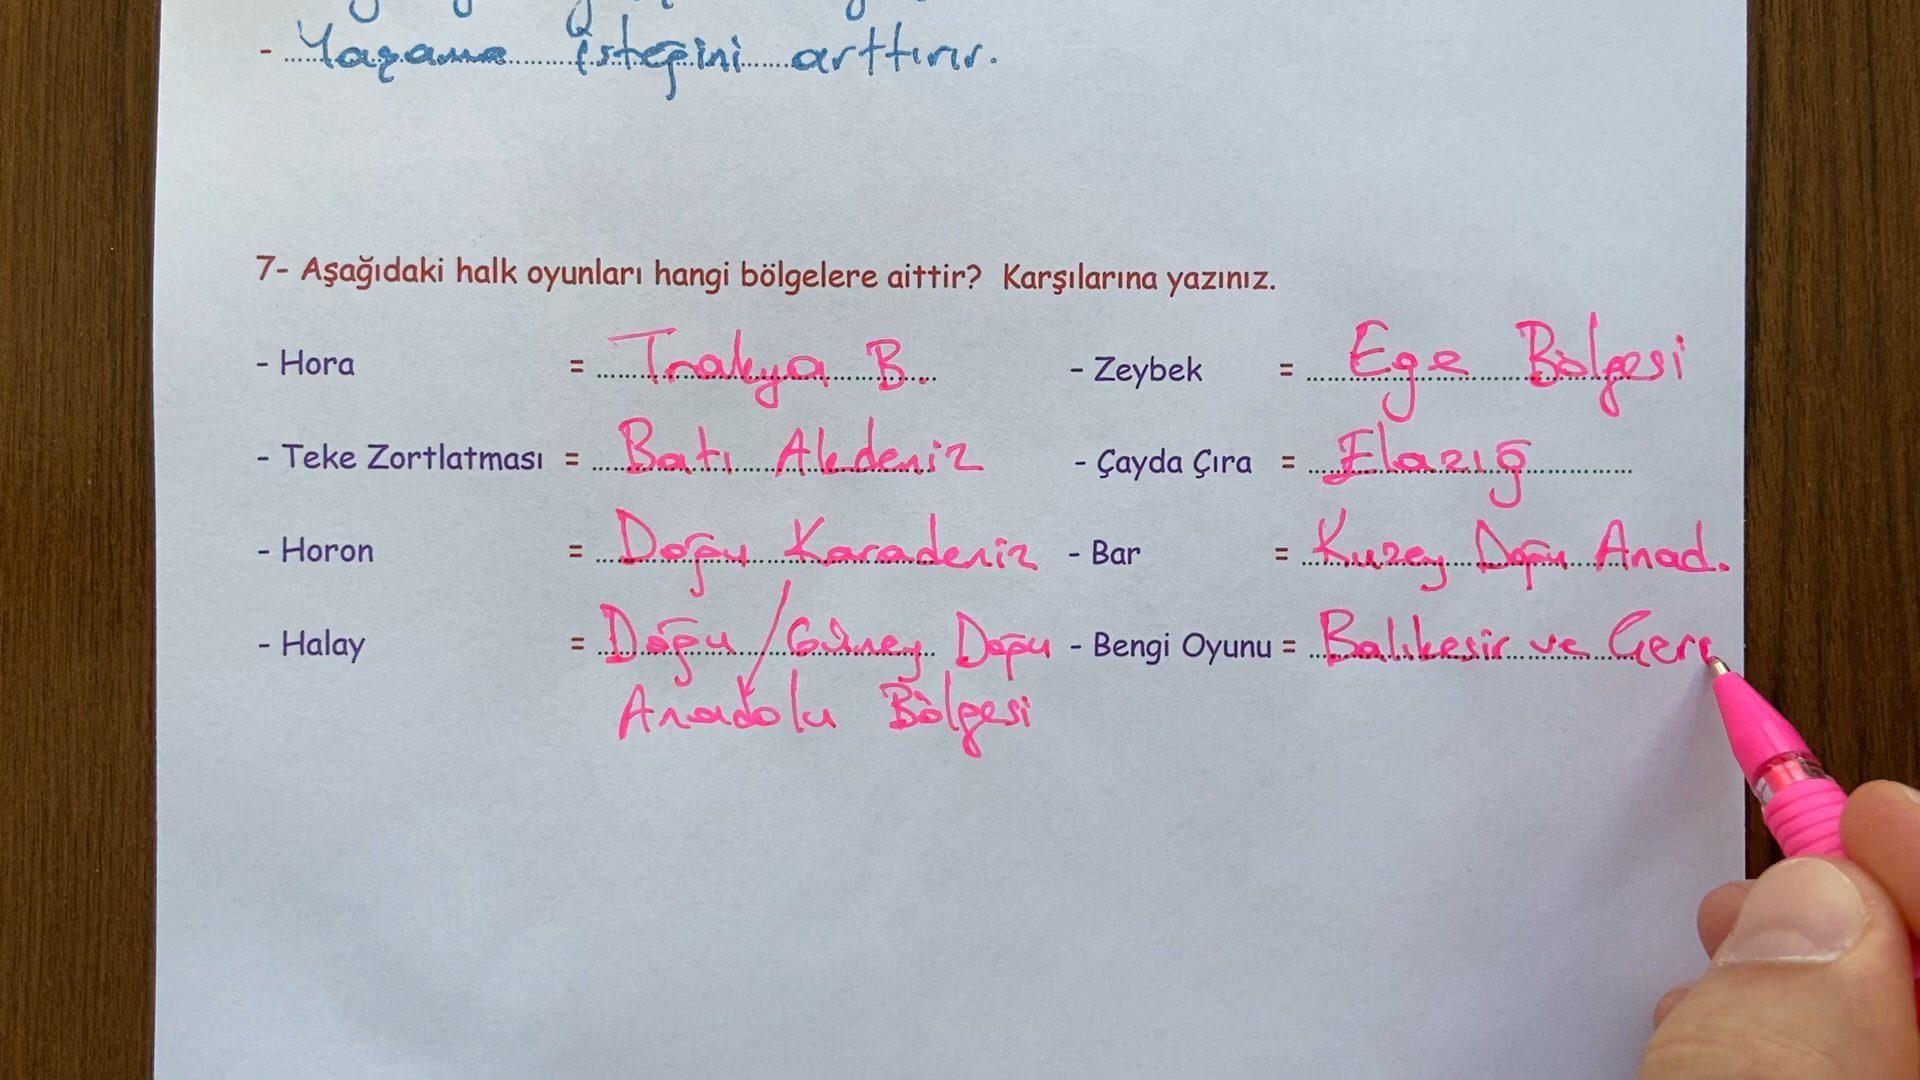 - Yaşama isteğini arttırır.
7- Aşağıdaki halk oyunları hangi bölgelere aittir? Karşılarına yazınız.
- Hora = Trakya B. - Zeybek = Ege Bölgesi
- Teke Zortlatması = Batı Akdeniz - Çayda Çıra = Elazığ
- Horon = Doğu Karadeniz - Bar = Kuzey Doğu Anad.
- Halay = Doğu / Güney Doğu - Bengi Oyunu = Balıkesir ve
Anadolu Bölgesi